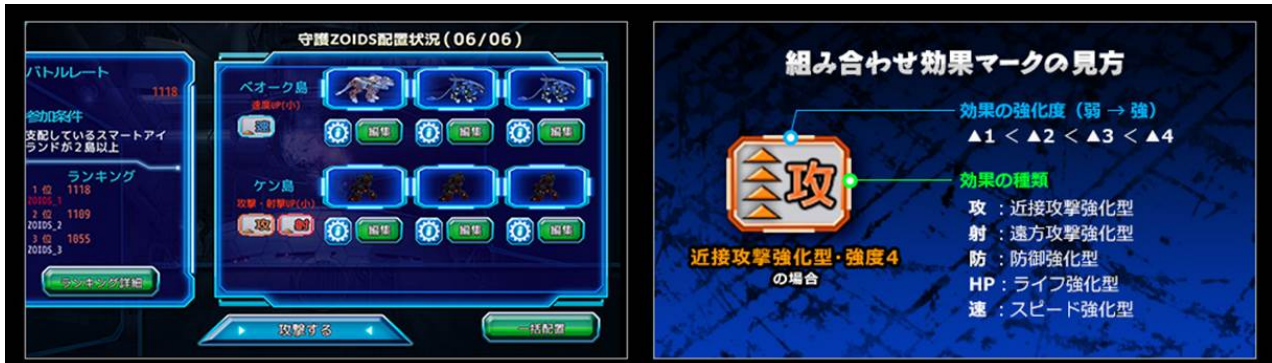 守護ZOIDS配置状況(06/06)
バトルレート
1118
参加条件
支配しているスマートアイ
ランドが2島以上
ランキング
1位 1118
ZOIDS_1
2位 1109
ZOIDS_2
3位 1055
ZOIDS_3
ランキング詳細
ベオーク島
速度UP(小)
速
編集
編集
編集
ケン島
攻撃・射撃UP(小)
攻
射
編集
編集
編集
攻撃する
一括配置
組み合わせ効果マークの見方
効果の強化度（弱 → 強）
▲1 < ▲2 < ▲3 < ▲4
攻
効果の種類
攻：近接攻撃強化型
射：遠方攻撃強化型
防：防御強化型
HP：ライフ強化型
速：スピード強化型
近接攻撃強化型・強度4
の場合